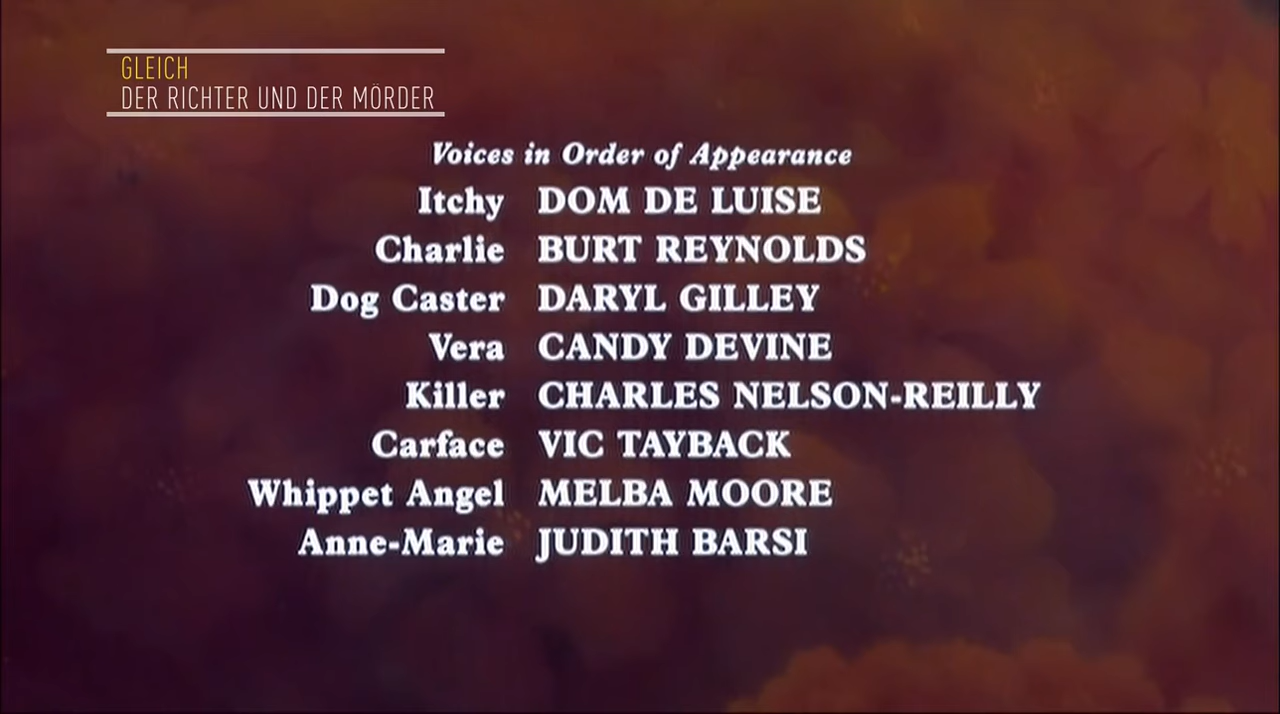 GLEICH
DER RICHTER UND DER MÖRDER
Voices in Order of Appearance
Itchy DOM DE LUISE
Charlie BURT REYNOLDS
Dog Caster DARYL GILLEY
Vera CANDY DEVINE
Killer CHARLES NELSON-REILLY
Carface VIC TAYBACK
Whippet Angel MELBA MOORE
Anne-Marie JUDITH BARSI